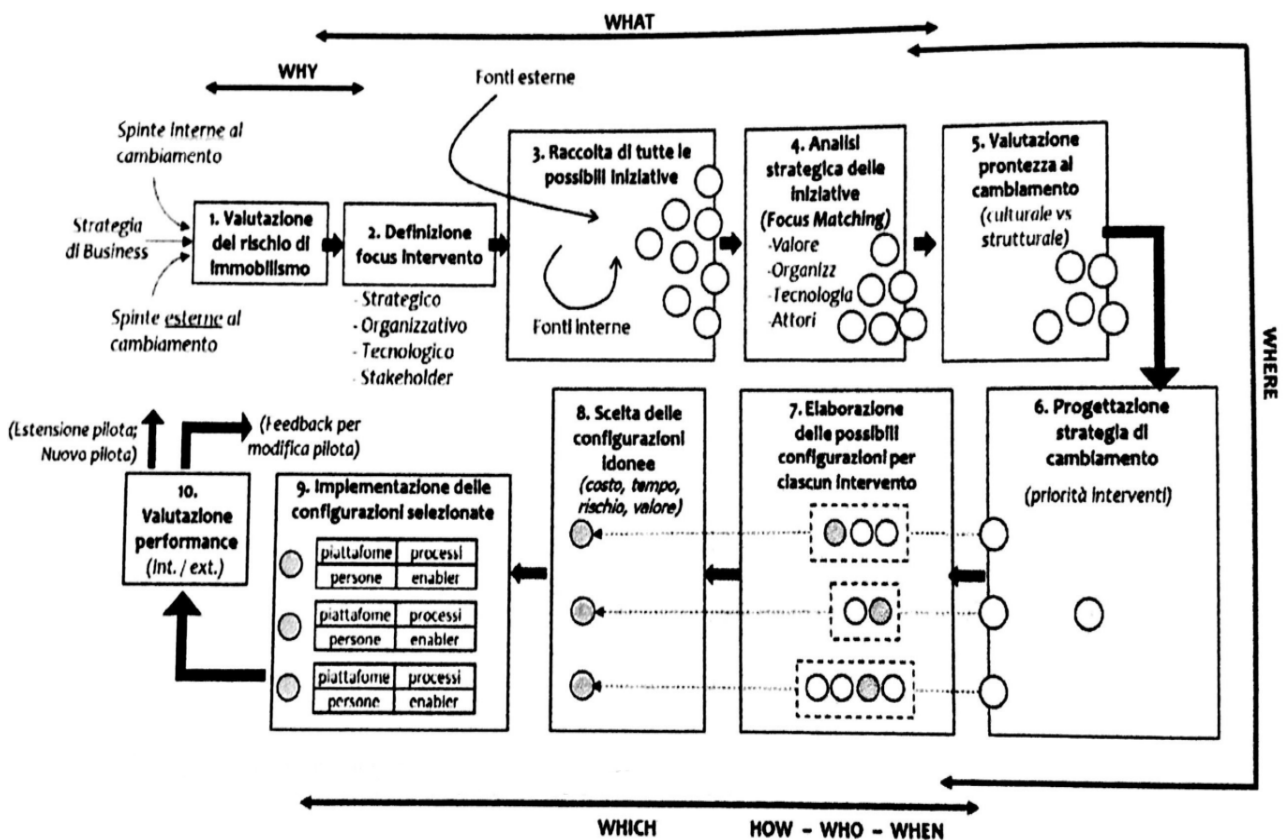 WHAT
WHY
Fonti esterne
Spinte interne al
cambiamento
Strategia
di Business
Spinte esterne al
cambiamento
1. Valutazione
del rischio di
immobilismo
2. Definizione
focus intervento
- Strategico
- Organizzativo
- Tecnologico
- Stakeholder
3. Raccolta di tutte le
possibili iniziative
Fonti interne
4. Analisi
strategica delle
iniziative
(Focus Matching)
-Valore
-Organizz
-Tecnologia
-Attori
5. Valutazione
prontezza al
cambiamento
(culturale vs
strutturale)
WHERE
6. Progettazione
strategia di
cambiamento
(priorità interventi)
7. Elaborazione
delle possibili
configurazioni per
ciascun intervento
8. Scelta delle
configurazioni
idonee
(costo, tempo,
rischio, valore)
9. Implementazione delle
configurazioni selezionate
piattafome processi
persone enabler
piattafome processi
persone enabler
piattafome processi
persone enabler
10.
Valutazione
performance
(Int. / ext.)
(Estensione pilota;
Nuovo pilota)
(Feedback per
modifica pilota)
WHICH
HOW – WHO – WHEN